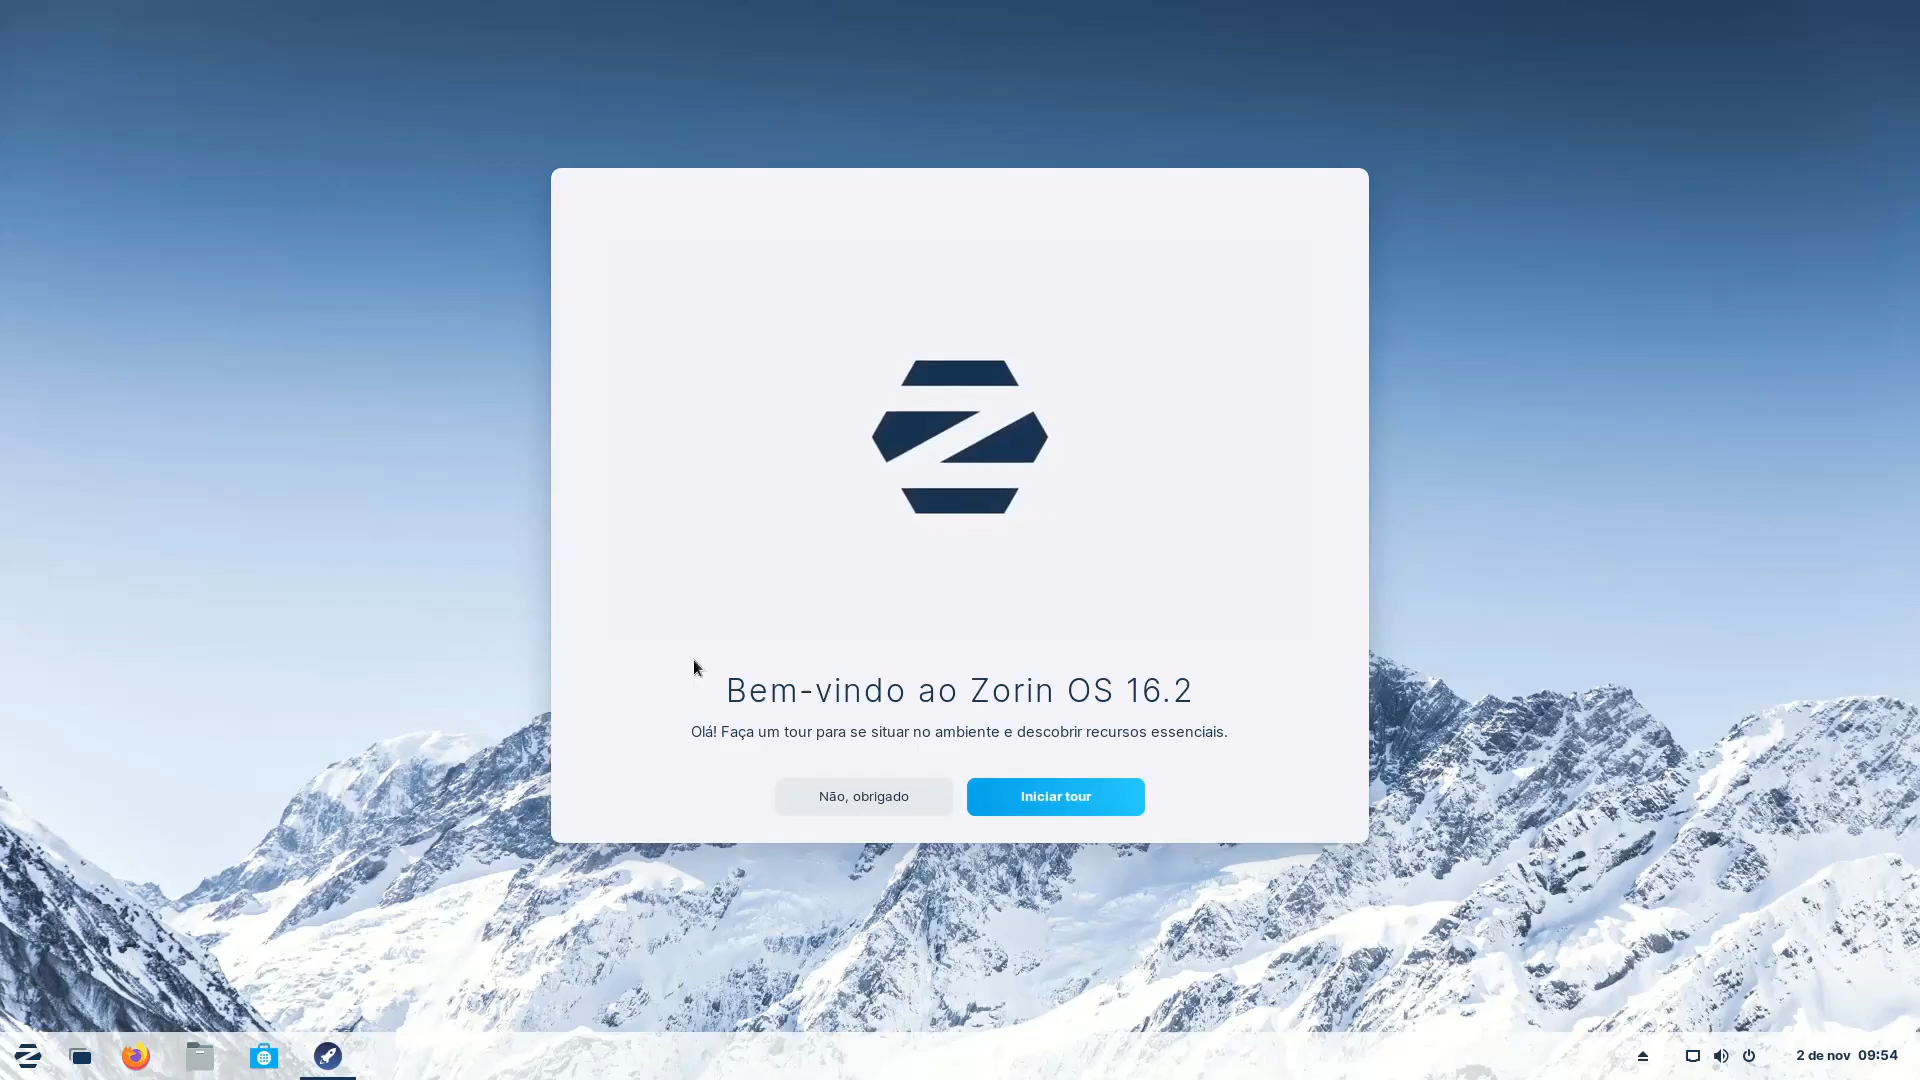 Bem-vindo ao Zorin OS 16.2
Olá! Faça um tour para se situar no ambiente e descobrir recursos essenciais.
Não, obrigado
Iniciar tour
2 de nov 09:54